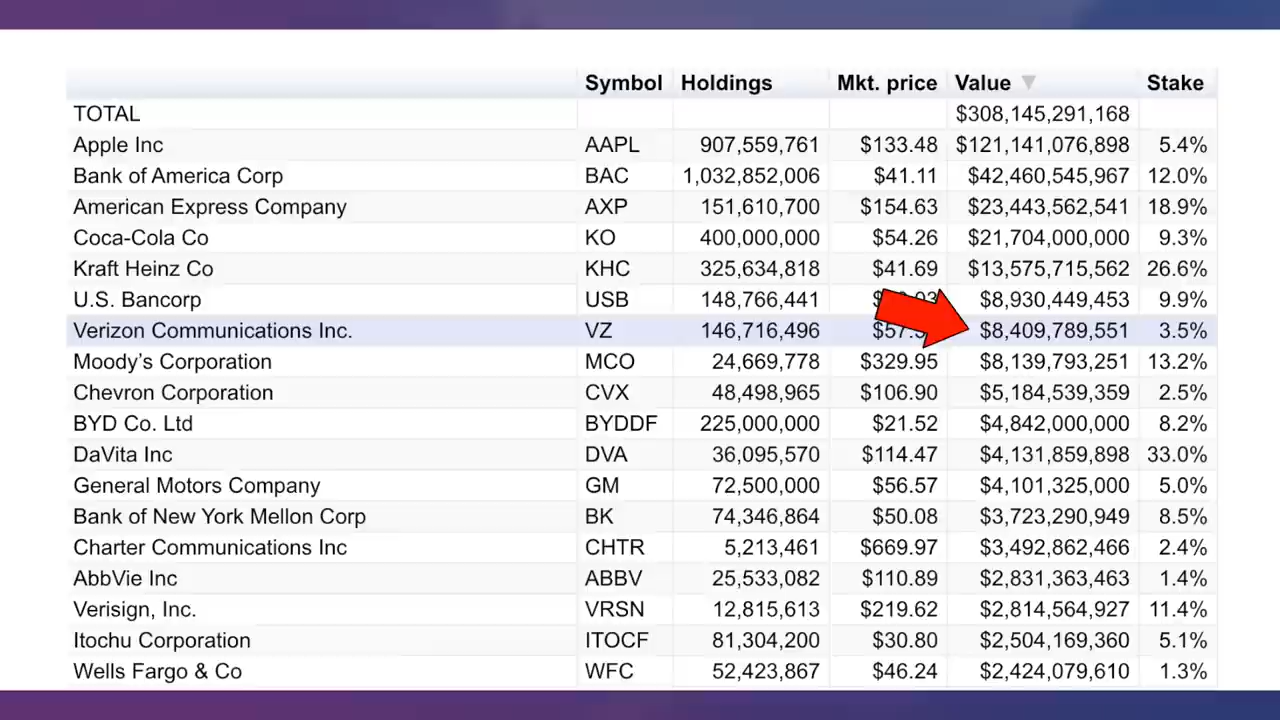 Symbol Holdings Mkt. price Value Stake
TOTAL $308,145,291,168
Apple Inc AAPL 907,559,761 $133.48 $121,141,076,898 5.4%
Bank of America Corp BAC 1,032,852,006 $41.11 $42,460,545,967 12.0%
American Express Company AXP 151,610,700 $154.63 $23,443,562,541 18.9%
Coca-Cola Co KO 400,000,000 $54.26 $21,704,000,000 9.3%
Kraft Heinz Co KHC 325,634,818 $41.69 $13,575,715,562 26.6%
U.S. Bancorp USB 148,766,441 $8,930,449,453 9.9%
Verizon Communications Inc. VZ 146,716,496 $8,409,789,551 3.5%
Moody's Corporation MCO 24,669,778 $329.95 $8,139,793,251 13.2%
Chevron Corporation CVX 48,498,965 $106.90 $5,184,539,359 2.5%
BYD Co. Ltd BYDDF 225,000,000 $21.52 $4,842,000,000 8.2%
DaVita Inc DVA 36,095,570 $114.47 $4,131,859,898 33.0%
General Motors Company GM 72,500,000 $56.57 $4,101,325,000 5.0%
Bank of New York Mellon Corp BK 74,346,864 $50.08 $3,723,290,949 8.5%
Charter Communications Inc CHTR 5,213,461 $669.97 $3,492,862,466 2.4%
AbbVie Inc ABBV 25,533,082 $110.89 $2,831,363,463 1.4%
Verisign, Inc. VRSN 12,815,613 $219.62 $2,814,564,927 11.4%
Itochu Corporation ITOCF 81,304,200 $30.80 $2,504,169,360 5.1%
Wells Fargo & Co WFC 52,423,867 $46.24 $2,424,079,610 1.3%